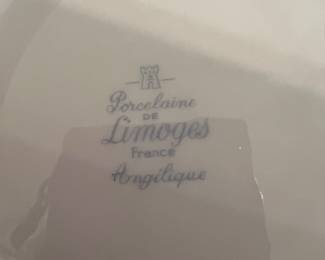 Porcelaine
DE
Limoges
France
Angélique